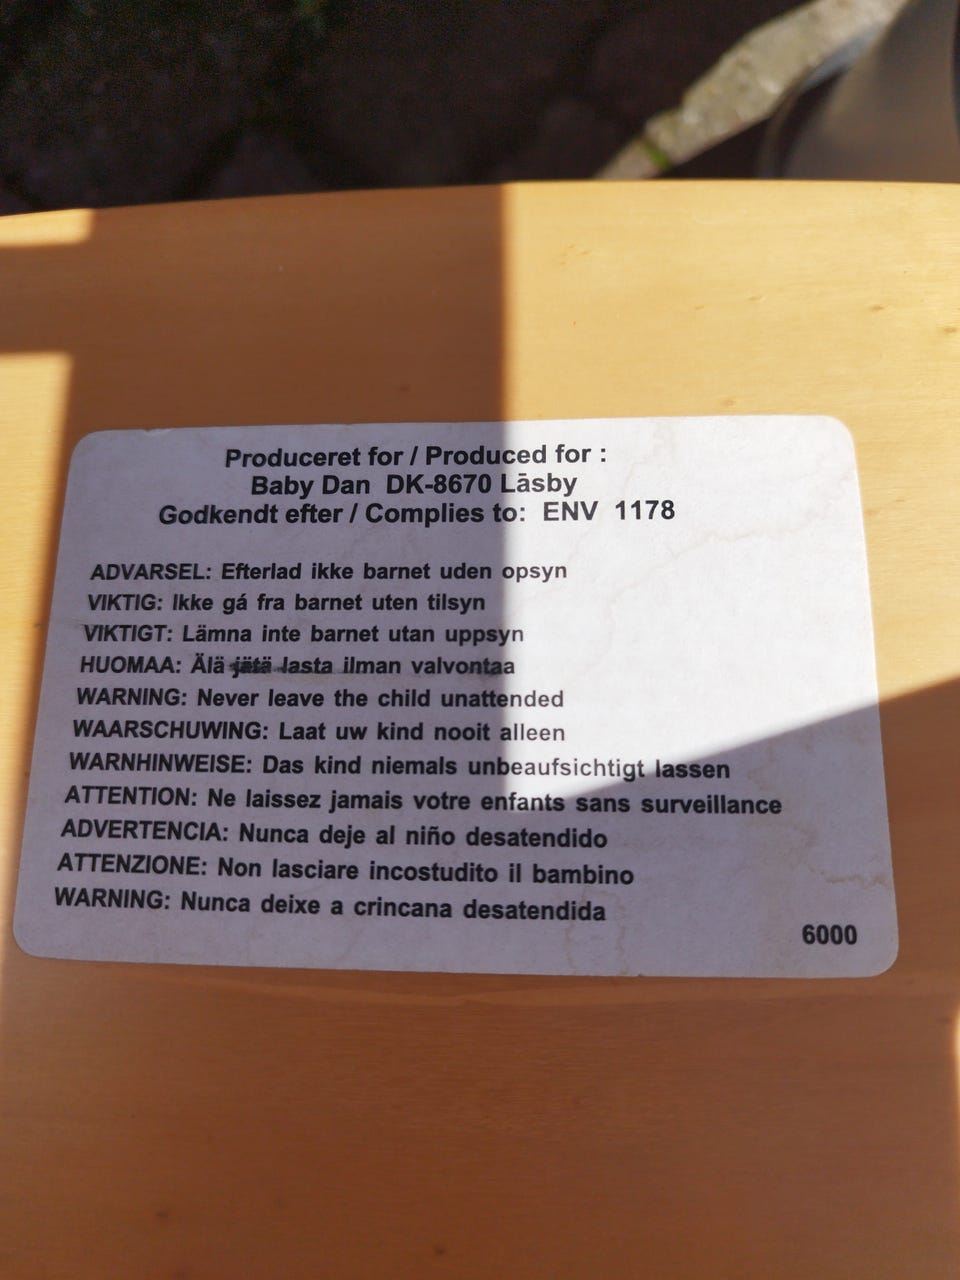 Produceret for / Produced for :
Baby Dan DK-8670 Lāsby
Godkendt efter / Complies to: ENV 1178
ADVARSEL: Efterlad ikke barnet uden opsyn
VIKTIG: Ikke gá fra barnet uten tilsyn
VIKTIGT: Lämna inte barnet utan uppsyn
HUOMAA: Älä jätä lasta ilman valvontaa
WARNING: Never leave the child unattended
WAARSCHUWING: Laat uw kind nooit alleen
WARNHINWEISE: Das kind niemals unbeaufsichtigt lassen
ATTENTION: Ne laissez jamais votre enfants sans surveillance
ADVERTENCIA: Nunca deje al niño desatendido
ATTENZIONE: Non lasciare incostudito il bambino
WARNING: Nunca deixe a crincana desatendida
6000